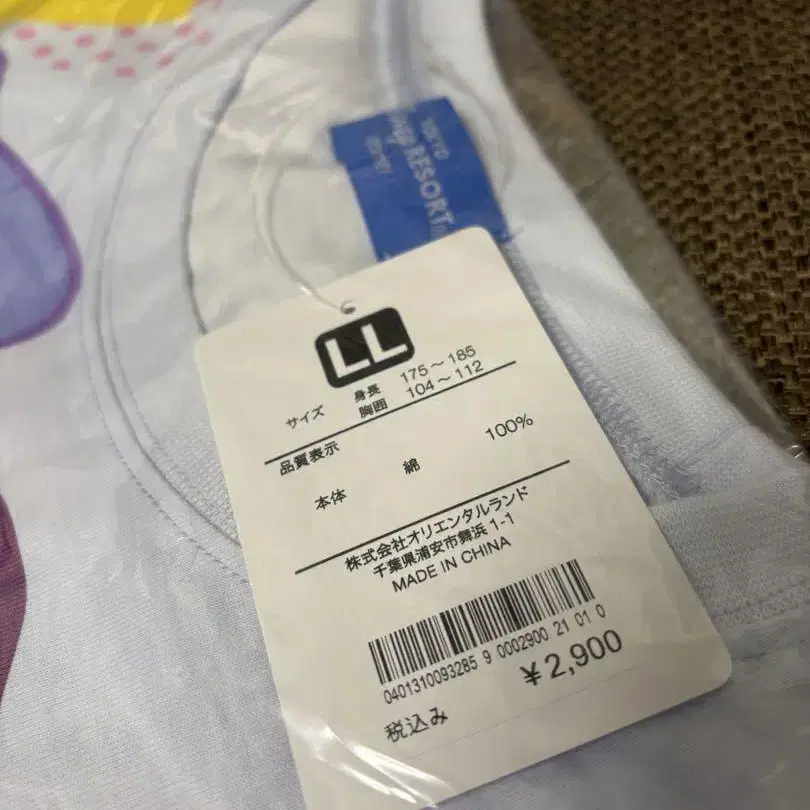 TOKYO
Disney RESORT
LL
サイズ 身長 175～185
胸囲 104～112
品質表示
本体 綿 100%
株式会社オリエンタルランド
千葉県浦安市舞浜1-1
MADE IN CHINA
0401310093285 9 0002900 21 01 0
¥2,900
税込み